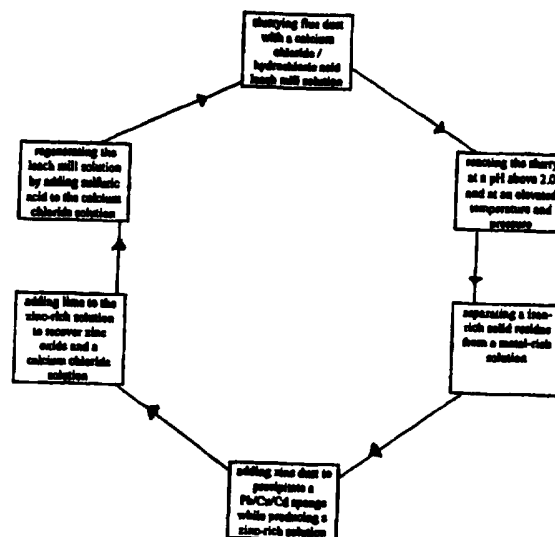 slurrying flue dust
with a calcium
chloride /
hydrochloric acid
leach mill solution
reacting the slurry
at a pH above 2.0
and at an elevated
temperature and
pressure
separating a iron-
rich solid residue
from a metal-rich
solution
adding zinc dust to
precipitate a
Pb/Cu/Cd sponge
while producing a
zinc-rich solution
adding lime to the
zinc-rich solution
to recover zinc
oxide and a
calcium chloride
solution
regenerating the
leach mill solution
by adding sulfuric
acid to the calcium
chloride solution